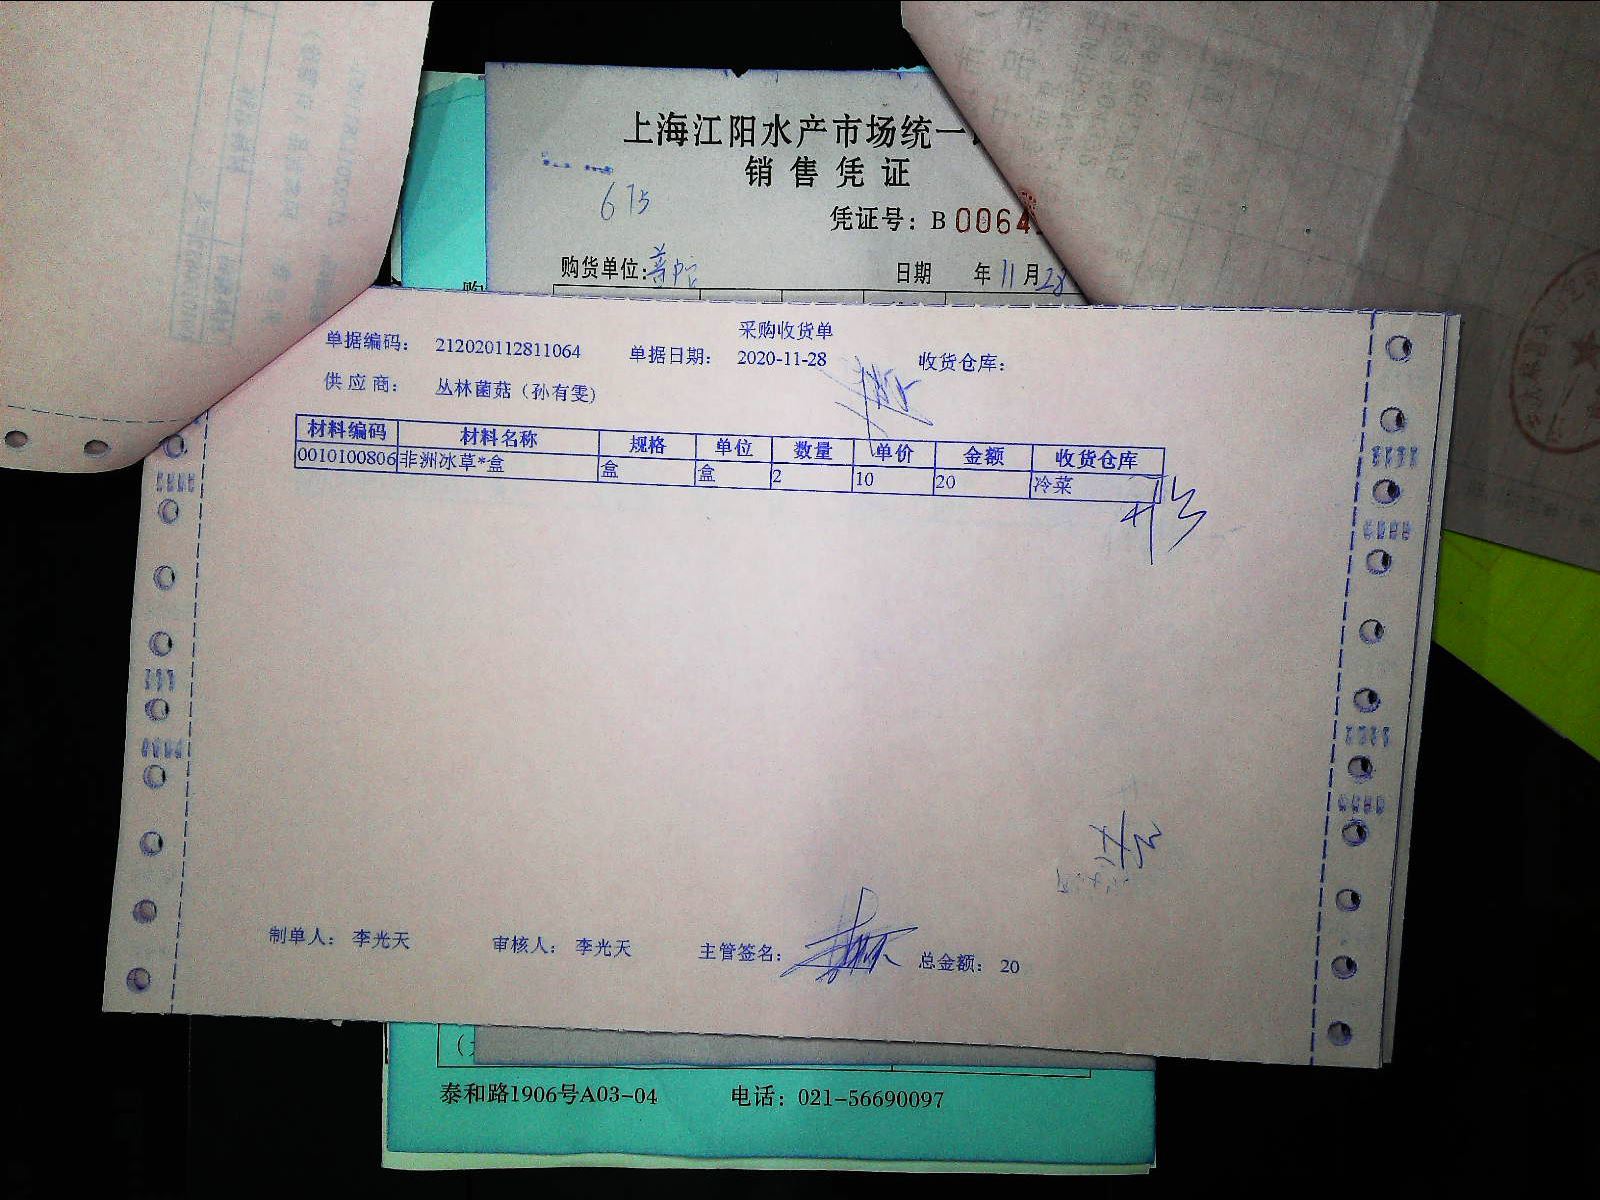 上海江阳水产市场统一
销售凭证
675
凭证号：B 0064
购货单位：普陀
日期 年 11 月 28
采购收货单
单据编码： 212020112811064 单据日期： 2020-11-28 收货仓库：
供应商： 丛林菌菇（孙有雯）
材料编码 材料名称 规格 单位 数量 单价 金额 收货仓库
0010100806 非洲冰草*盒 盒 盒 2 10 20 冷菜
制单人： 李光天 审核人： 李光天 主管签名： 总金额： 20
泰和路1906号A03-04 电话：021-56690097